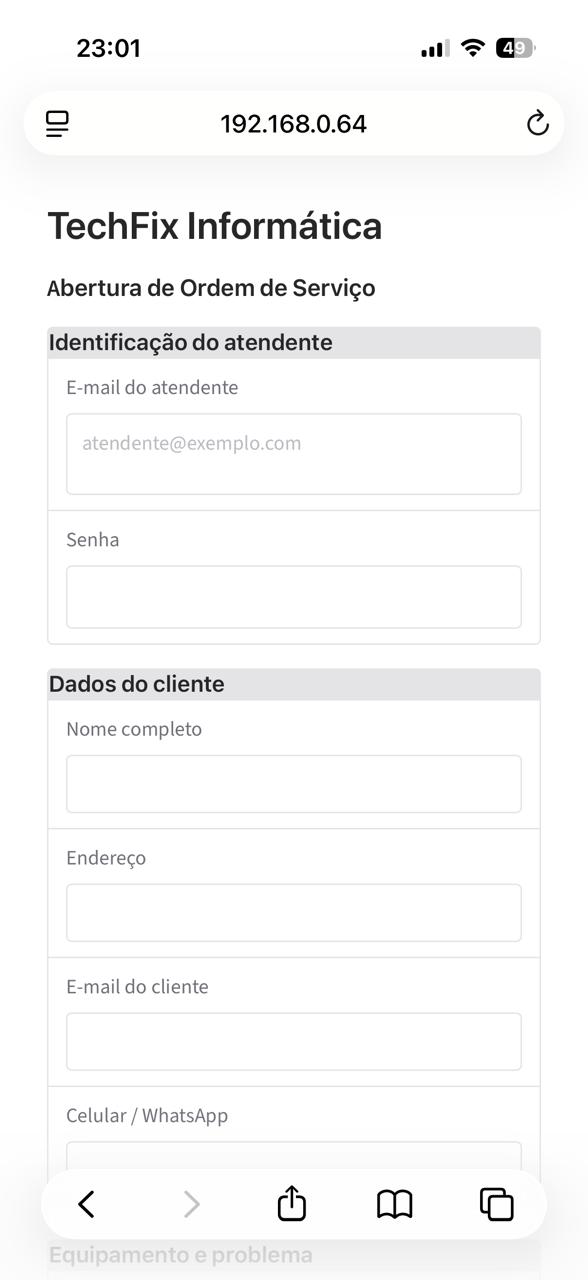 23:01
49
192.168.0.64
TechFix Informática
Abertura de Ordem de Serviço
Identificação do atendente
E-mail do atendente
atendente@exemplo.com
Senha
Dados do cliente
Nome completo
Endereço
E-mail do cliente
Celular / WhatsApp
Equipamento e problema